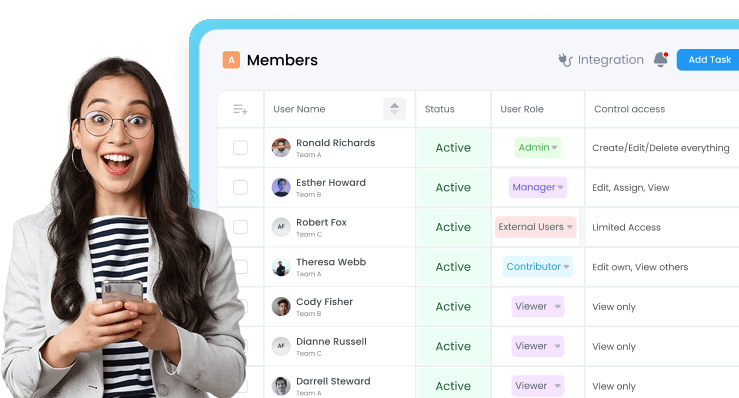 A Members
Integration
Add Task
User Name
Status
User Role
Control access
Ronald Richards
Team A
Active
Admin
Create/Edit/Delete everything
Esther Howard
Team B
Active
Manager
Edit, Assign, View
AF
Robert Fox
Team C
Active
External Users
Limited Access
Theresa Webb
Team A
Active
Contributor
Edit own, View others
Cody Fisher
Team B
Active
Viewer
View only
AF
Dianne Russell
Team C
Active
Viewer
View only
Darrell Steward
Team A
Active
Viewer
View only